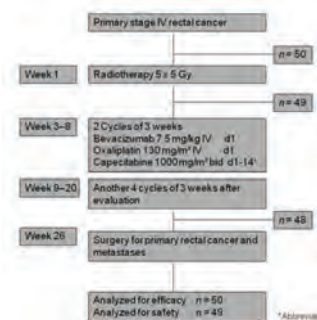 Primary stage IV rectal cancer
n = 50
Week 1
Radiotherapy 5 x 5 Gy
n = 49
Week 3–8
2 Cycles of 3 weeks
Bevacizumab 7.5 mg/kg IV d1
Oxaliplatin 130 mg/m² IV d1
Capecitabine 1000 mg/m² bid d1-14
Week 9–20
Another 4 cycles of 3 weeks after
evaluation
n = 48
Week 26
Surgery for primary rectal cancer and
metastases
Analyzed for efficacy n = 50
Analyzed for safety n = 49